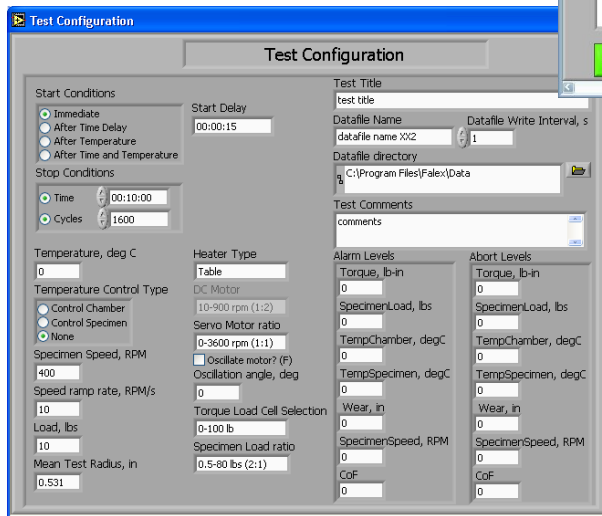 Test Configuration
Test Configuration
Start Conditions
Immediate
After Time Delay
After Temperature
After Time and Temperature
Start Delay
00:00:15
Stop Conditions
Time 00:10:00
Cycles 1600
Test Title
test title
Datafile Name
datafile name XX2
Datafile Write Interval, s
1
Datafile directory
C:\Program Files\Falex\Data
Test Comments
comments
Temperature, deg C
0
Temperature Control Type
Control Chamber
Control Specimen
None
Specimen Speed, RPM
400
Speed ramp rate, RPM/s
10
Load, lbs
10
Mean Test Radius, in
0.531
Heater Type
Table
DC Motor
10-900 rpm (1:2)
Servo Motor ratio
0-3600 rpm (1:1)
Oscillate motor? (F)
Oscillation angle, deg
0
Torque Load Cell Selection
0-100 lb
Specimen Load ratio
0.5-80 lbs (2:1)
Alarm Levels
Torque, lb-in
0
SpecimenLoad, lbs
0
TempChamber, degC
0
TempSpecimen, degC
0
Wear, in
0
SpecimenSpeed, RPM
0
CoF
0
Abort Levels
Torque, lb-in
0
SpecimenLoad, lbs
0
TempChamber, degC
0
TempSpecimen, degC
0
Wear, in
0
SpecimenSpeed, RPM
0
CoF
0